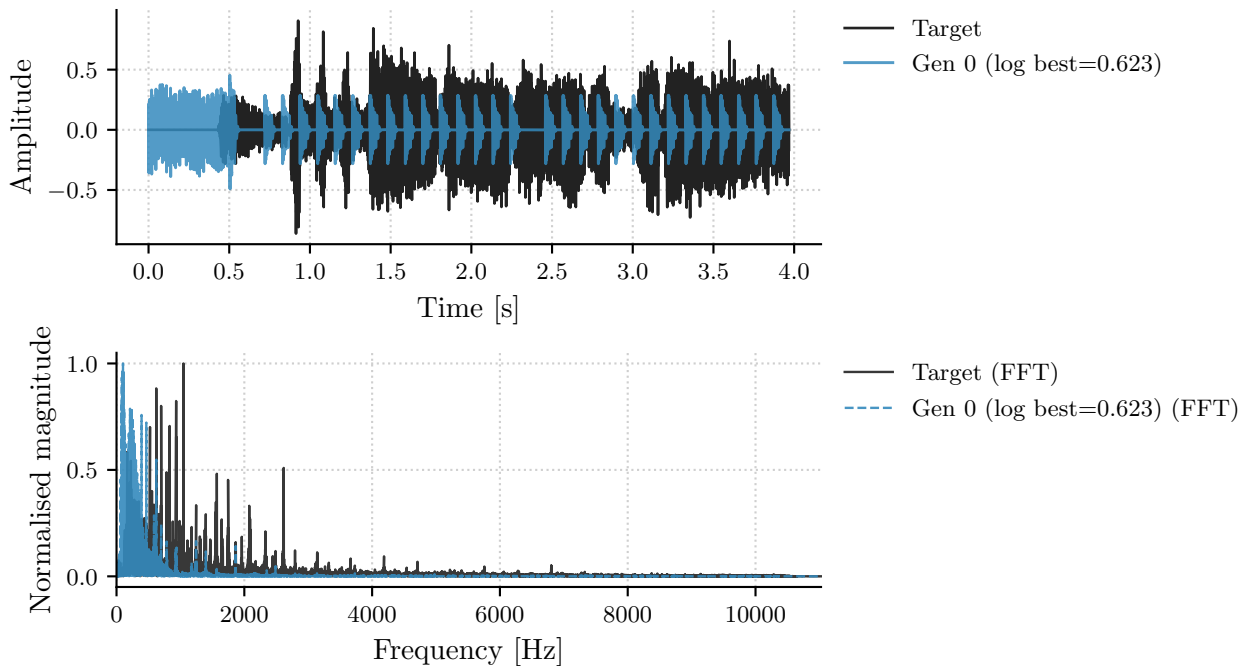 0.5
0.0
−0.5
Amplitude
0.0 0.5 1.0 1.5 2.0 2.5 3.0 3.5 4.0
Time [s]
Target
Gen 0 (log best=0.623)
1.0
0.5
0.0
Normalised magnitude
0 2000 4000 6000 8000 10000
Frequency [Hz]
Target (FFT)
Gen 0 (log best=0.623) (FFT)